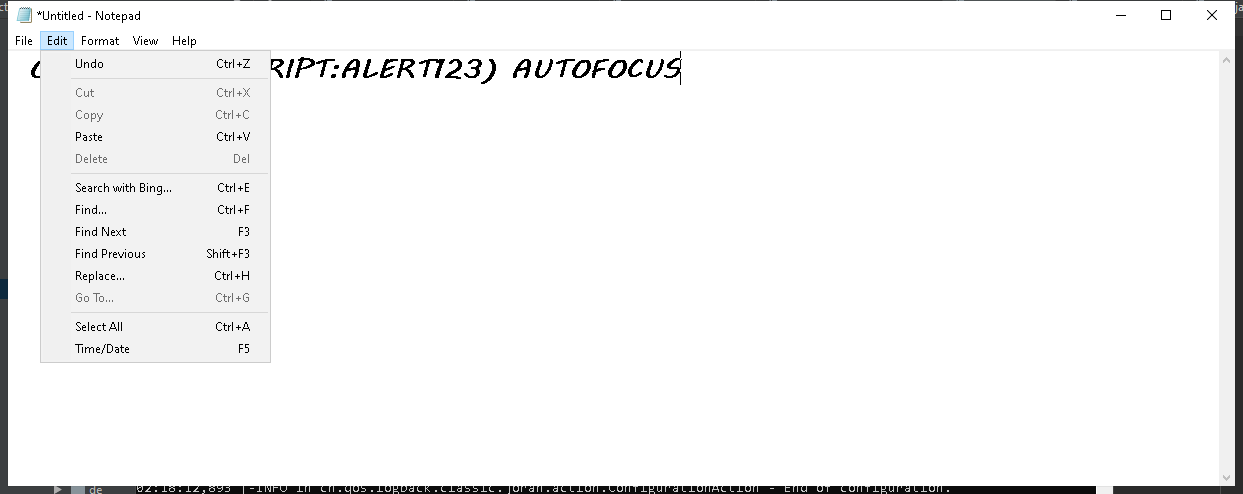 *Untitled - Notepad
File Edit Format View Help
RIPT:ALERT123) AUTOFOCUS
Undo Ctrl+Z
Cut Ctrl+X
Copy Ctrl+C
Paste Ctrl+V
Delete Del
Search with Bing... Ctrl+E
Find... Ctrl+F
Find Next F3
Find Previous Shift+F3
Replace... Ctrl+H
Go To... Ctrl+G
Select All Ctrl+A
Time/Date F5
de 02:18:12,893 |-INFO in ch.qos.logback.classic.joran.action.ConfigurationAction - End of configuration.